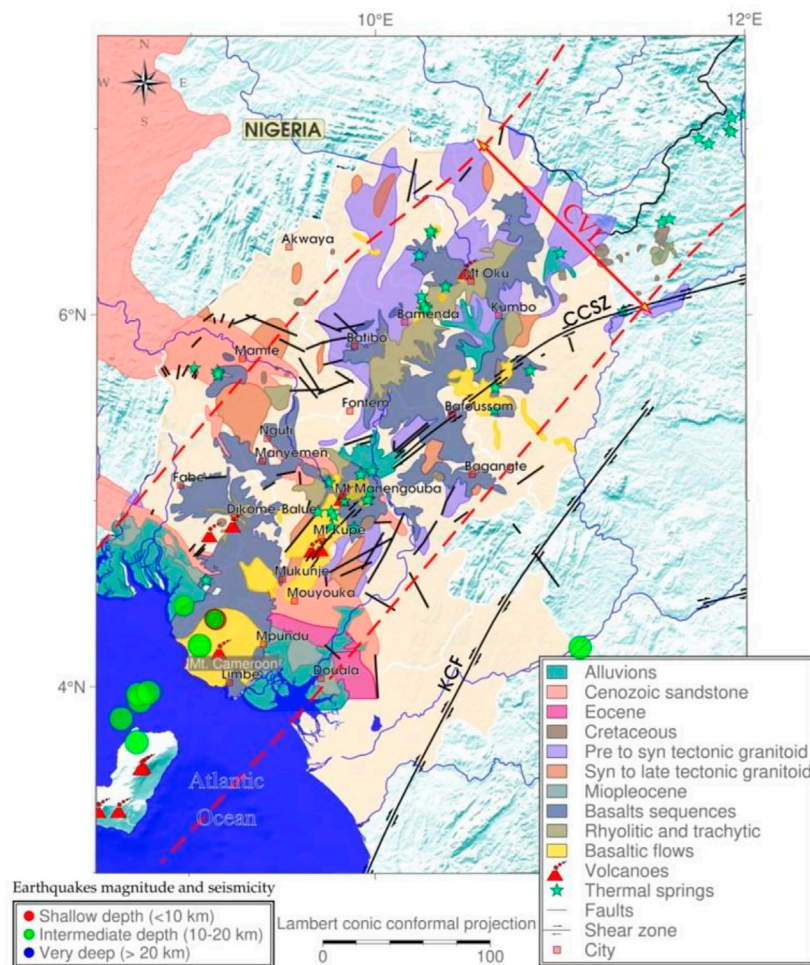 10°E
12°E
N
W
E
S
NIGERIA
CVL
Akwaya
Mt Oku
6°N
CCSZ
Bamenda
Kumbo
Batibo
Mamfe
Fontem
Bafoussam
Nguti
Manyemen
Bagangte
Fabe
Mt Manengouba
Dikome-Balue
Mt Kupe
Mukunje
Mouyouka
Mpundu
Mt. Cameroon
Douala
Limbe
4°N
KCF
Atlantic
Ocean
Alluvions
Cenozoic sandstone
Eocene
Cretaceous
Pre to syn tectonic granitoid
Syn to late tectonic granitoid
Miopleocene
Basalts sequences
Rhyolitic and trachytic
Basaltic flows
Volcanoes
Thermal springs
Faults
Shear zone
City
Earthquakes magnitude and seismicity
Shallow depth (<10 km)
Intermediate depth (10-20 km)
Very deep (> 20 km)
Lambert conic conformal projection
0
100